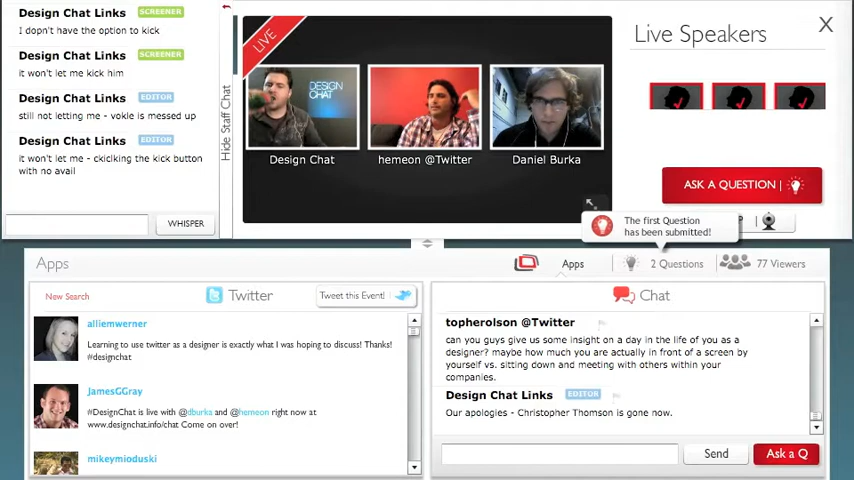 Design Chat Links SCREENER
I dopn't have the option to kick
Design Chat Links SCREENER
it won't let me kick him
Design Chat Links EDITOR
still not letting me - vokle is messed up
Design Chat Links EDITOR
it won't let me - ckiclking the kick button
with no avail
WHISPER
Hide Staff Chat
LIVE
DESIGN
CHAT
Design Chat
hemeon @Twitter
Daniel Burka
Live Speakers
X
ASK A QUESTION |
The first Question
has been submitted!
Apps
Apps
2 Questions
77 Viewers
New Search
Twitter
Tweet this Event!
alliemwerner
Learning to use twitter as a designer is exactly what I was hoping to discuss! Thanks!
#designchat
JamesGGray
#DesignChat is live with @dburka and @hemeon right now at
www.designchat.info/chat Come on over!
mikeymioduski
Chat
topherolson @Twitter
can you guys give us some insight on a day in the life of you as a
designer? maybe how much you are actually in front of a screen by
yourself vs. sitting down and meeting with others within your
companies.
Design Chat Links EDITOR
Our apologies - Christopher Thomson is gone now.
Send
Ask a Q